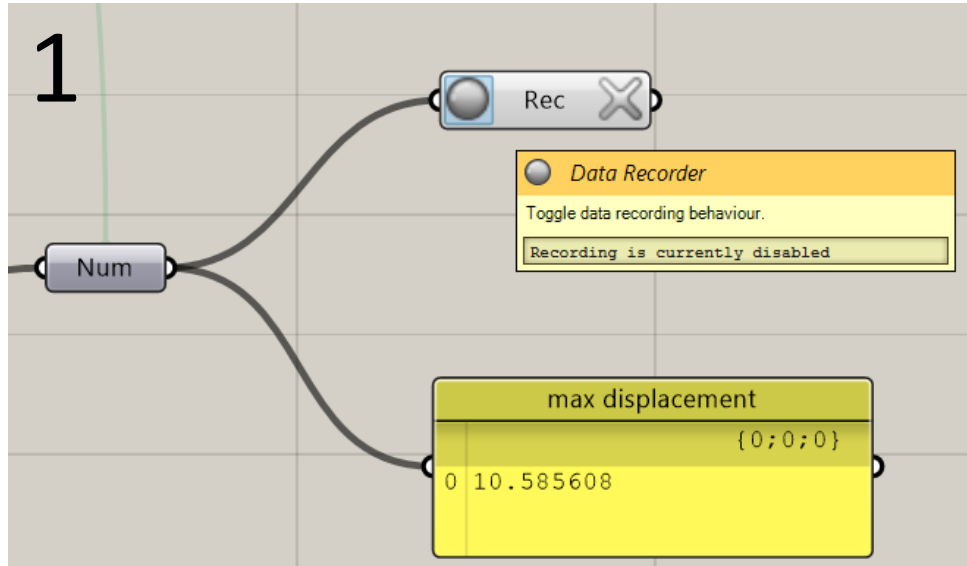 1
Rec
Data Recorder
Toggle data recording behaviour.
Recording is currently disabled
Num
max displacement
{0;0;0}
0 10.585608